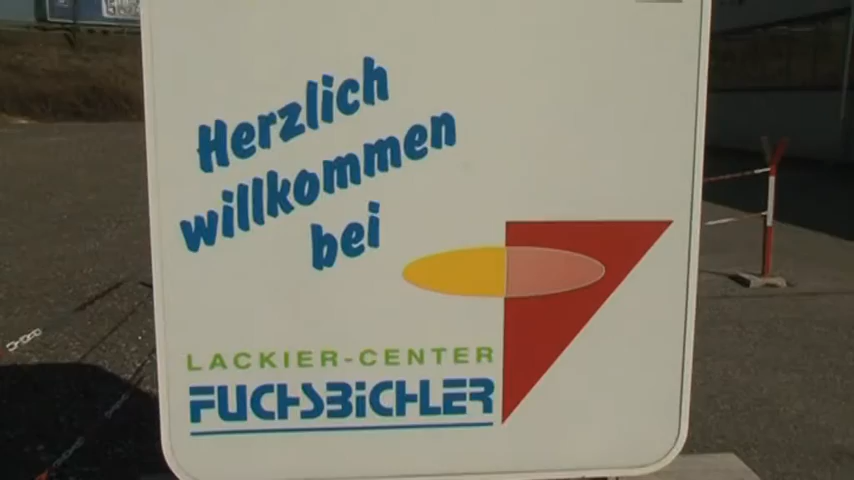 Herzlich
willkommen
bei
LACKIER-CENTER
FUCHSBiCHLER